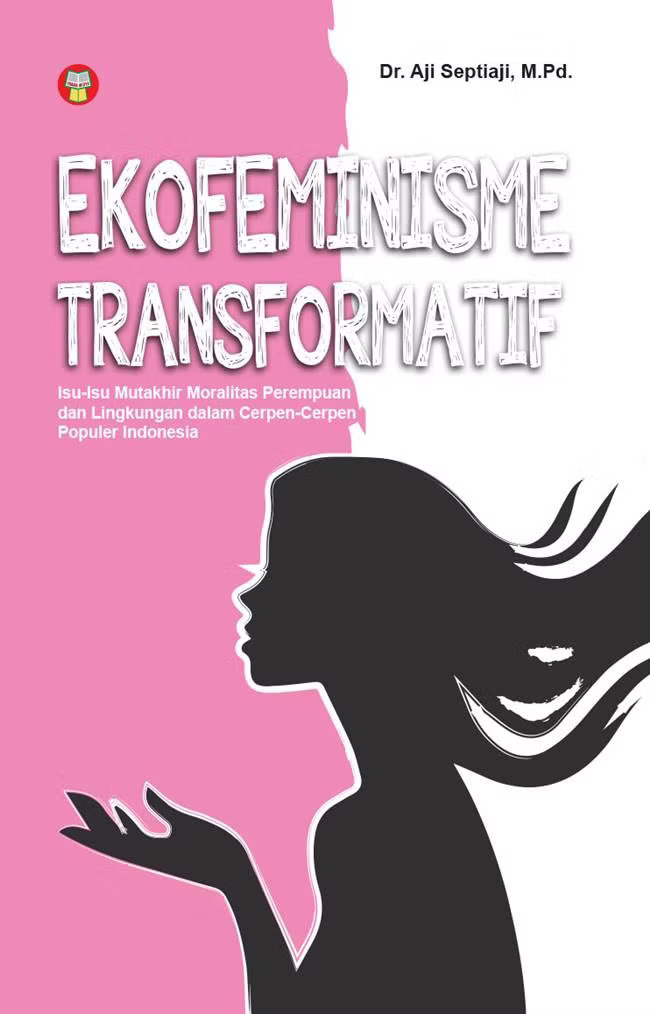 Dr. Aji Septiaji, M.Pd.
EKOFEMINISME
TRANSFORMATIF
Isu-Isu Mutakhir Moralitas Perempuan
dan Lingkungan dalam Cerpen-Cerpen
Populer Indonesia